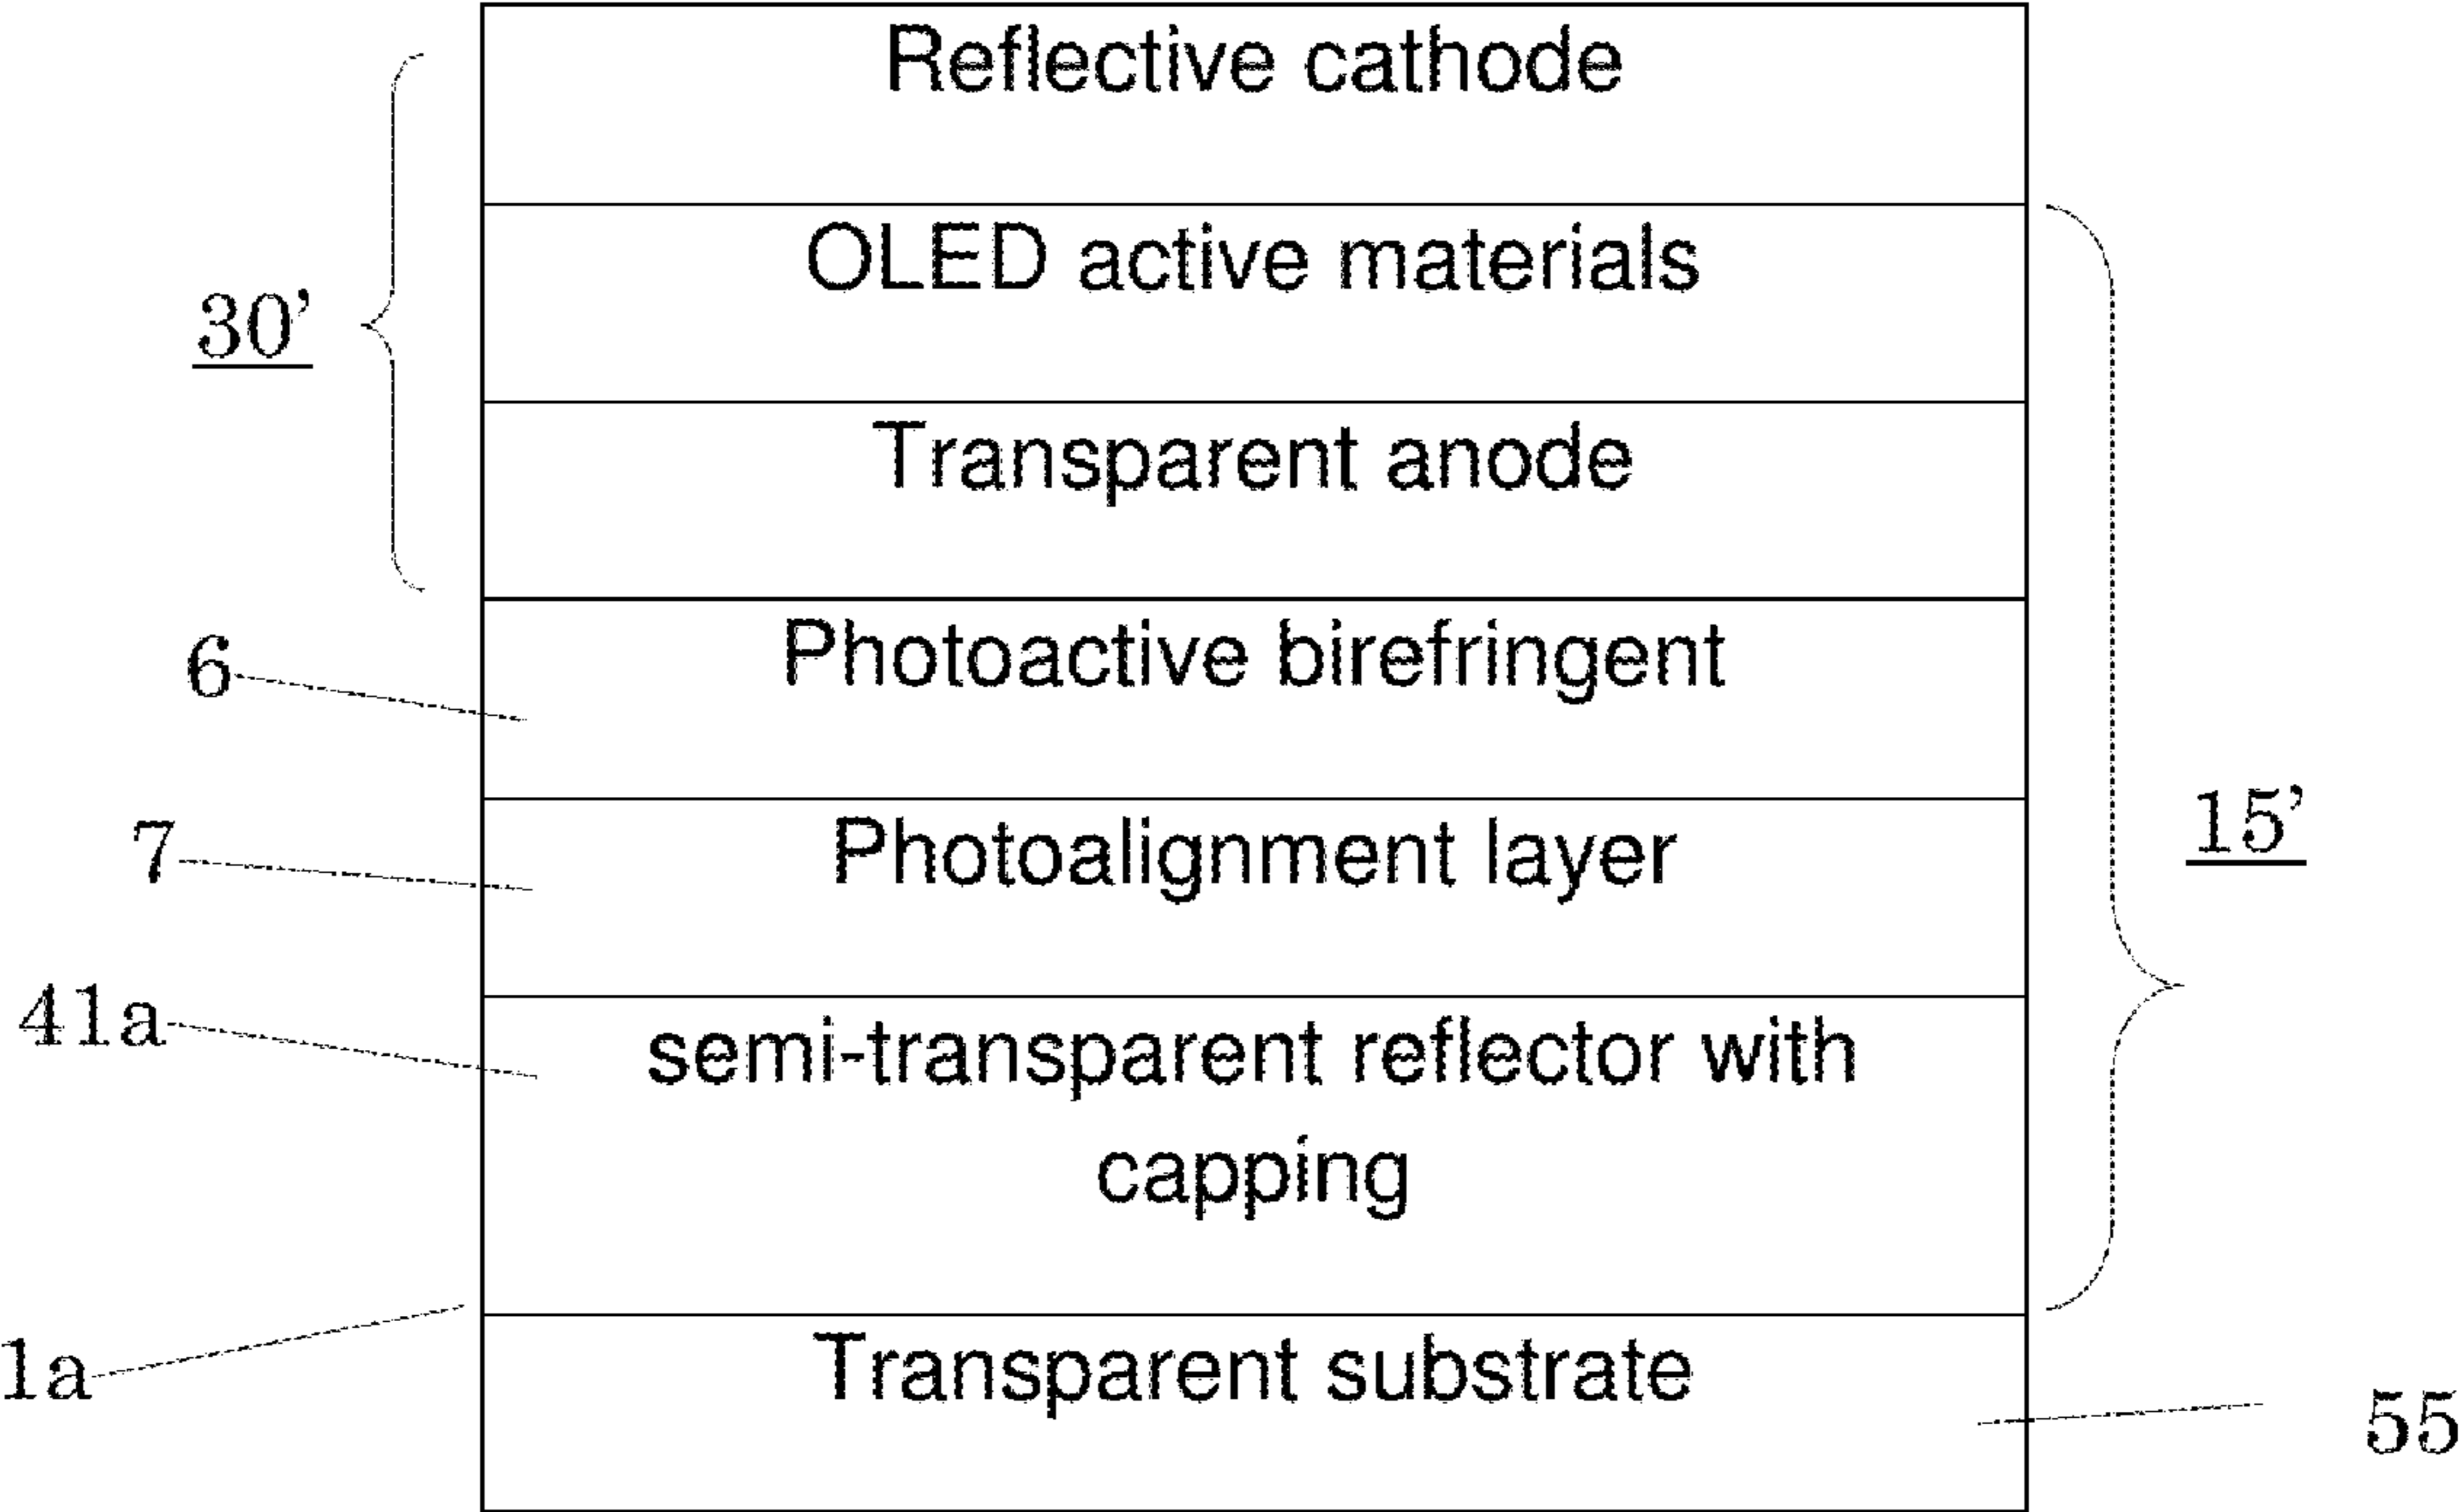 Reflective cathode
OLED active materials
30’
Transparent anode
Photoactive birefringent
6
Photoalignment layer
7
15’
semi-transparent reflector with
41a
capping
Transparent substrate
1a
55